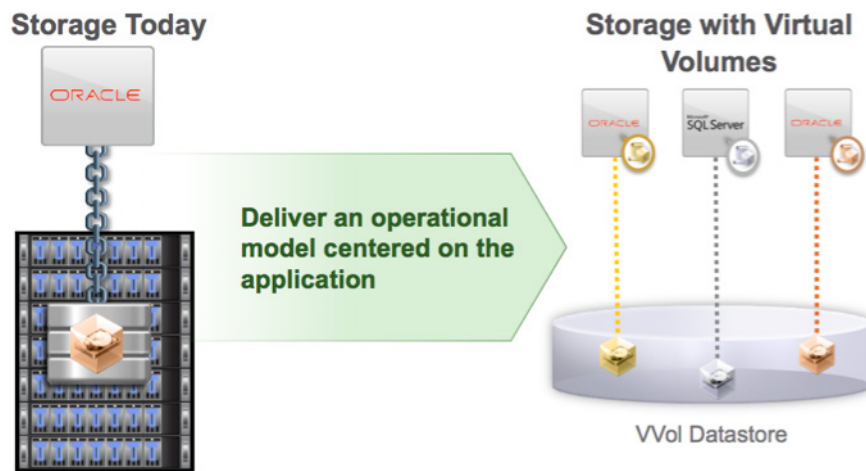 Storage Today
ORACLE
Deliver an operational
model centered on the
application
Storage with Virtual
Volumes
ORACLE
Microsoft
SQL Server
ORACLE
VVol Datastore